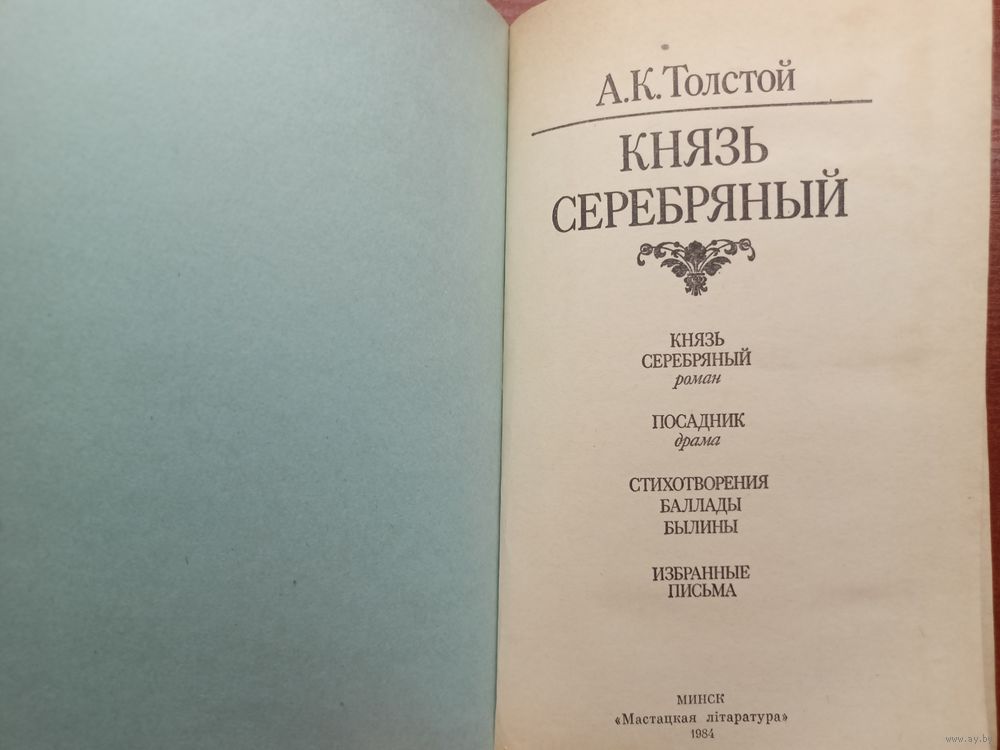 А.К.Толстой
КНЯЗЬ
СЕРЕБРЯНЫЙ
КНЯЗЬ
СЕРЕБРЯНЫЙ
роман
ПОСАДНИК
драма
СТИХОТВОРЕНИЯ
БАЛЛАДЫ
БЫЛИНЫ
ИЗБРАННЫЕ
ПИСЬМА
МИНСК
«Мастацкая літаратура»
1984
www.ay.by